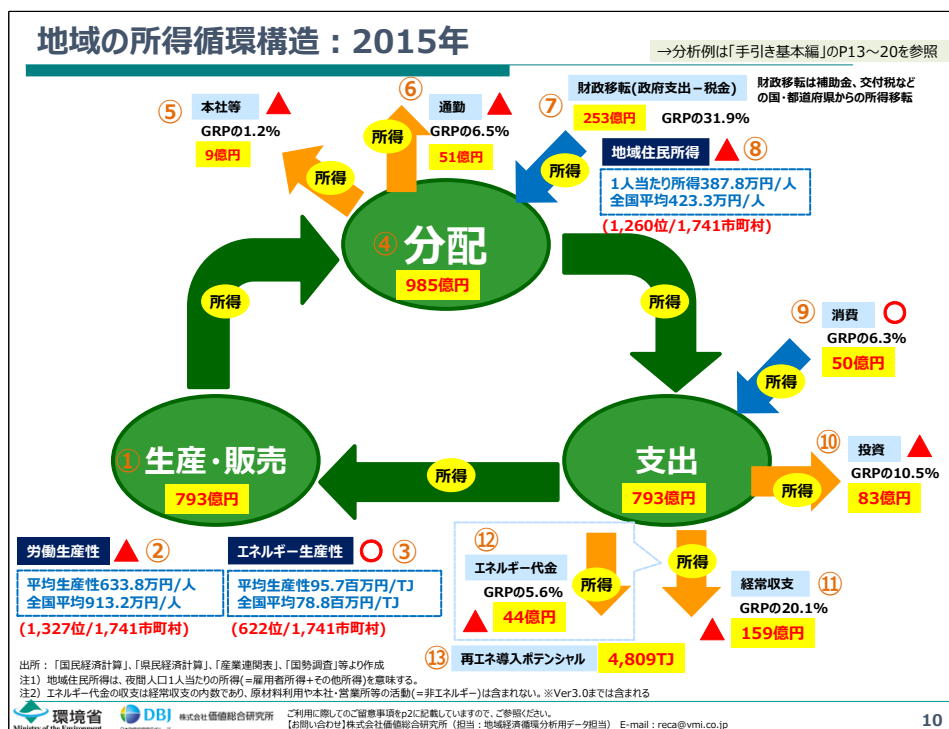 地域の所得循環構造：2015年
→分析例は「手引き基本編」のP13～20を参照
⑤
本社等
▲
GRPの1.2%
9億円
⑥
通勤
▲
GRPの6.5%
51億円
⑦
財政移転(政府支出－税金)
253億円 GRPの31.9%
財政移転は補助金、交付税など
の国・都道府県からの所得移転
地域住民所得 ▲ ⑧
1人当たり所得387.8万円/人
全国平均423.3万円/人
(1,260位/1,741市町村)
所得
所得
所得
④ 分配
985億円
所得
所得
⑨ 消費 ○
GRPの6.3%
50億円
所得
① 生産・販売
793億円
所得
支出
793億円
⑩
投資 ▲
GRPの10.5%
83億円
所得
労働生産性 ▲ ②
平均生産性633.8万円/人
全国平均913.2万円/人
(1,327位/1,741市町村)
エネルギー生産性 ○ ③
平均生産性95.7百万円/TJ
全国平均78.8百万円/TJ
(622位/1,741市町村)
⑫
エネルギー代金
GRPの5.6%
▲ 44億円
所得
所得
経常収支 ⑪
GRPの20.1%
▲ 159億円
⑬ 再エネ導入ポテンシャル 4,809TJ
出所：「国民経済計算」、「県民経済計算」、「産業連関表」、「国勢調査」等より作成
注1）地域住民所得は、夜間人口1人当たりの所得(=雇用者所得+その他所得)を意味する。
注2）エネルギー代金の収支は経常収支の内数であり、原材料利用や本社・営業所等の活動(=非エネルギー)は含まれない。※Ver3.0までは含まれる
環境省
Ministry of the Environment
DBJ 株式会社価値総合研究所
ご利用に際してのご留意事項をp2に記載していますので、ご参照ください。
【お問い合わせ】株式会社価値総合研究所（担当：地域経済循環分析用データ担当） E-mail：reca@vmi.co.jp
10